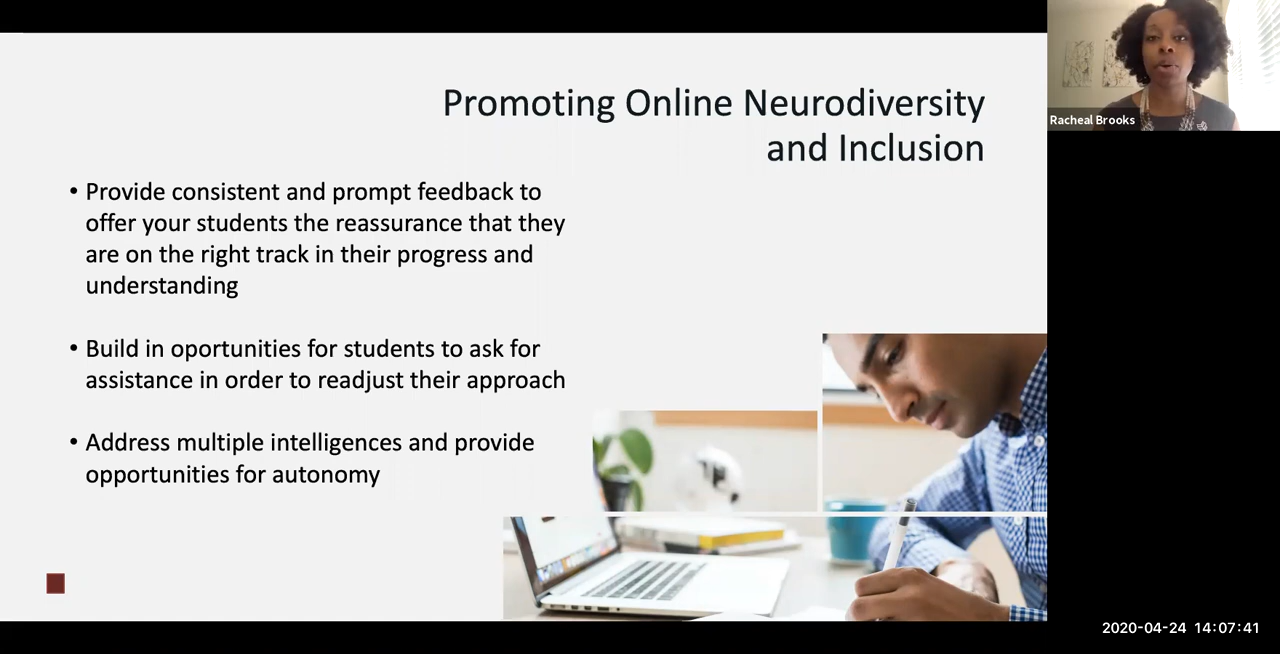 Promoting Online Neurodiversity
and Inclusion
• Provide consistent and prompt feedback to
offer your students the reassurance that they
are on the right track in their progress and
understanding
• Build in oportunities for students to ask for
assistance in order to readjust their approach
• Address multiple intelligences and provide
opportunities for autonomy
Racheal Brooks
2020-04-24 14:07:41